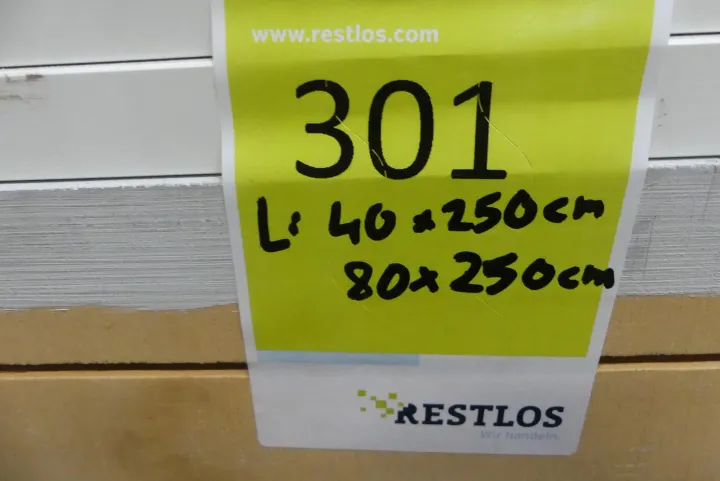 www.restlos.com
301
L: 40 x 250 cm
80 x 250 cm
RESTLOS
Wir handeln.